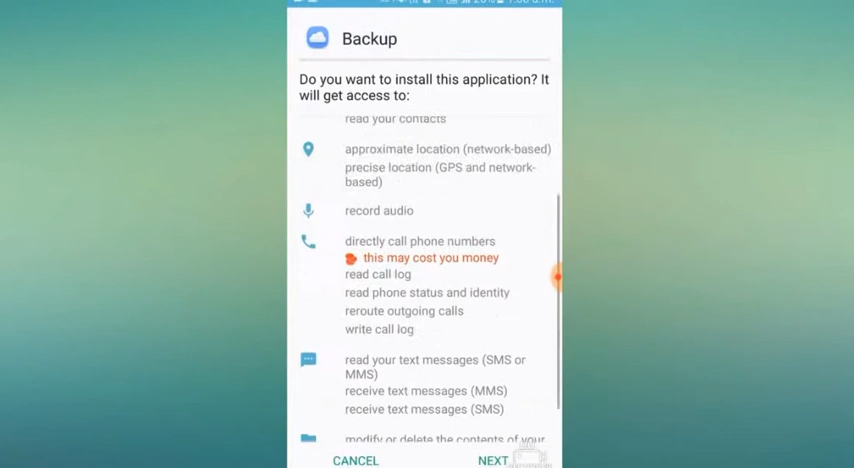 Backup
Do you want to install this application? It
will get access to:
read your contacts
approximate location (network-based)
precise location (GPS and network-
based)
record audio
directly call phone numbers
this may cost you money
read call log
read phone status and identity
reroute outgoing calls
write call log
read your text messages (SMS or
MMS)
receive text messages (MMS)
receive text messages (SMS)
modify or delete the contents of your
CANCEL
NEXT